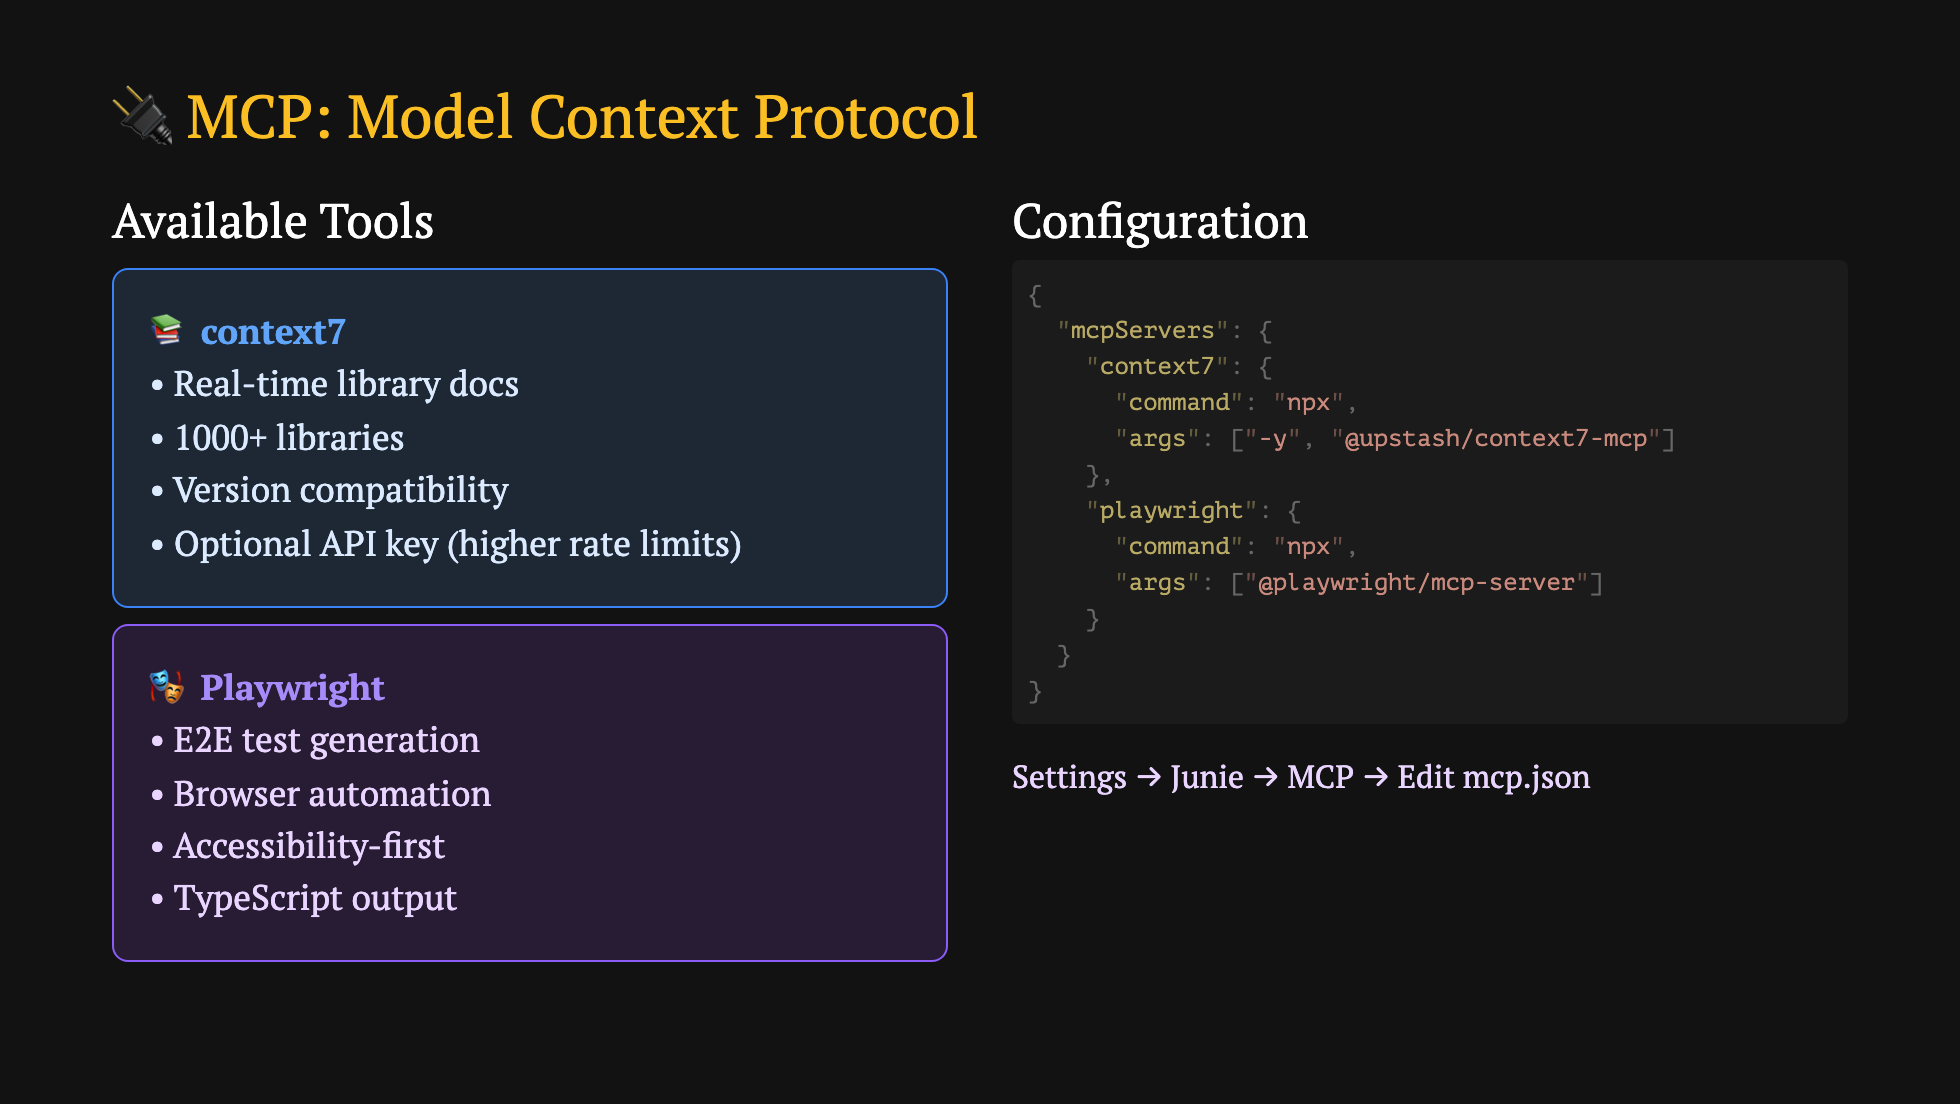 MCP: Model Context Protocol
Available Tools
context7
• Real-time library docs
• 1000+ libraries
• Version compatibility
• Optional API key (higher rate limits)
Playwright
• E2E test generation
• Browser automation
• Accessibility-first
• TypeScript output
Configuration
{
  "mcpServers": {
    "context7": {
      "command": "npx",
      "args": ["-y", "@upstash/context7-mcp"]
    },
    "playwright": {
      "command": "npx",
      "args": ["@playwright/mcp-server"]
    }
  }
}
Settings → Junie → MCP → Edit mcp.json